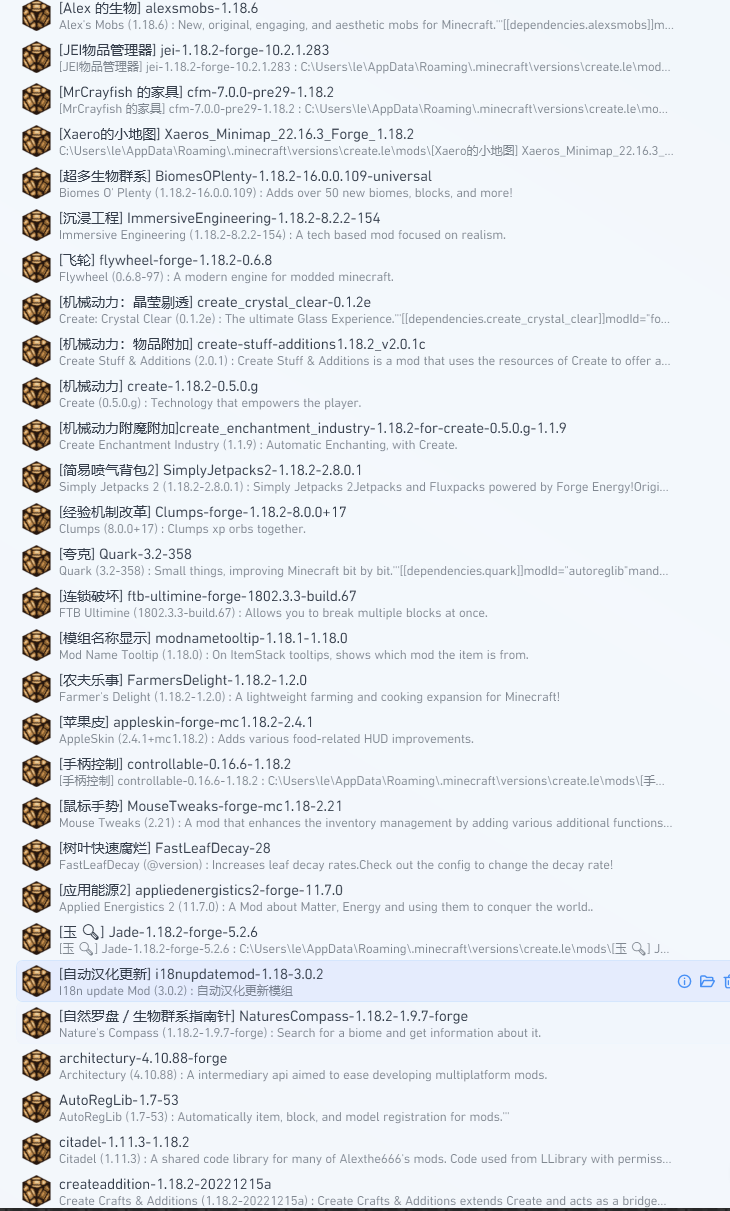 [Alex 的生物] alexsmobs-1.18.6
Alex's Mobs (1.18.6) : New, original, engaging, and aesthetic mobs for Minecraft.'''[[dependencies.alexsmobs]]m...
[JEI物品管理器] jei-1.18.2-forge-10.2.1.283
[JEI物品管理器] jei-1.18.2-forge-10.2.1.283 : C:\Users\le\AppData\Roaming\.minecraft\versions\create.le\mod...
[MrCrayfish 的家具] cfm-7.0.0-pre29-1.18.2
[MrCrayfish 的家具] cfm-7.0.0-pre29-1.18.2 : C:\Users\le\AppData\Roaming\.minecraft\versions\create.le\mo...
[Xaero的小地图] Xaeros_Minimap_22.16.3_Forge_1.18.2
C:\Users\le\AppData\Roaming\.minecraft\versions\create.le\mods\[Xaero的小地图] Xaeros_Minimap_22.16.3_...
[超多生物群系] BiomesOPlenty-1.18.2-16.0.0.109-universal
Biomes O' Plenty (1.18.2-16.0.0.109) : Adds over 50 new biomes, blocks, and more!
[沉浸工程] ImmersiveEngineering-1.18.2-8.2.2-154
Immersive Engineering (1.18.2-8.2.2-154) : A tech based mod focused on realism.
[飞轮] flywheel-forge-1.18.2-0.6.8
Flywheel (0.6.8-97) : A modern engine for modded minecraft.
[机械动力：晶莹剔透] create_crystal_clear-0.1.2e
Create: Crystal Clear (0.1.2e) : The ultimate Glass Experience.'''[[dependencies.create_crystal_clear]]modId="fo...
[机械动力：物品附加] create-stuff-additions1.18.2_v2.0.1c
Create Stuff & Additions (2.0.1) : Create Stuff & Additions is a mod that uses the resources of Create to offer a...
[机械动力] create-1.18.2-0.5.0.g
Create (0.5.0.g) : Technology that empowers the player.
[机械动力附魔附加]create_enchantment_industry-1.18.2-for-create-0.5.0.g-1.1.9
Create Enchantment Industry (1.1.9) : Automatic Enchanting, with Create.
[简易喷气背包2] SimplyJetpacks2-1.18.2-2.8.0.1
Simply Jetpacks 2 (1.18.2-2.8.0.1) : Simply Jetpacks 2Jetpacks and Fluxpacks powered by Forge Energy!Origi...
[经验机制改革] Clumps-forge-1.18.2-8.0.0+17
Clumps (8.0.0+17) : Clumps xp orbs together.
[夸克] Quark-3.2-358
Quark (3.2-358) : Small things, improving Minecraft bit by bit.'''[[dependencies.quark]]modId="autoreglib"mand...
[连锁破坏] ftb-ultimine-forge-1802.3.3-build.67
FTB Ultimine (1802.3.3-build.67) : Allows you to break multiple blocks at once.
[模组名称显示] modnametooltip-1.18.1-1.18.0
Mod Name Tooltip (1.18.0) : On ItemStack tooltips, shows which mod the item is from.
[农夫乐事] FarmersDelight-1.18.2-1.2.0
Farmer's Delight (1.18.2-1.2.0) : A lightweight farming and cooking expansion for Minecraft!
[苹果皮] appleskin-forge-mc1.18.2-2.4.1
AppleSkin (2.4.1+mc1.18.2) : Adds various food-related HUD improvements.
[手柄控制] controllable-0.16.6-1.18.2
[手柄控制] controllable-0.16.6-1.18.2 : C:\Users\le\AppData\Roaming\.minecraft\versions\create.le\mods\[手...
[鼠标手势] MouseTweaks-forge-mc1.18-2.21
Mouse Tweaks (2.21) : A mod that enhances the inventory management by adding various additional functions...
[树叶快速腐烂] FastLeafDecay-28
FastLeafDecay (@version) : Increases leaf decay rates.Check out the config to change the decay rate!
[应用能源2] appliedenergistics2-forge-11.7.0
Applied Energistics 2 (11.7.0) : A Mod about Matter, Energy and using them to conquer the world..
[玉 🔍] Jade-1.18.2-forge-5.2.6
[玉 🔍] Jade-1.18.2-forge-5.2.6 : C:\Users\le\AppData\Roaming\.minecraft\versions\create.le\mods\[玉 🔍] J...
[自动汉化更新] i18nupdatemod-1.18-3.0.2
I18n update Mod (3.0.2) : 自动汉化更新模组
[自然罗盘 / 生物群系指南针] NaturesCompass-1.18.2-1.9.7-forge
Nature's Compass (1.18.2-1.9.7-forge) : Search for a biome and get information about it.
architectury-4.10.88-forge
Architectury (4.10.88) : A intermediary api aimed to ease developing multiplatform mods.
AutoRegLib-1.7-53
AutoRegLib (1.7-53) : Automatically item, block, and model registration for mods.'''
citadel-1.11.3-1.18.2
Citadel (1.11.3) : A shared code library for many of Alexthe666's mods. Code used from LLibrary with permiss...
createaddition-1.18.2-20221215a
Create Crafts & Additions (1.18.2-20221215a) : Create Crafts & Additions extends Create and acts as a bridge...